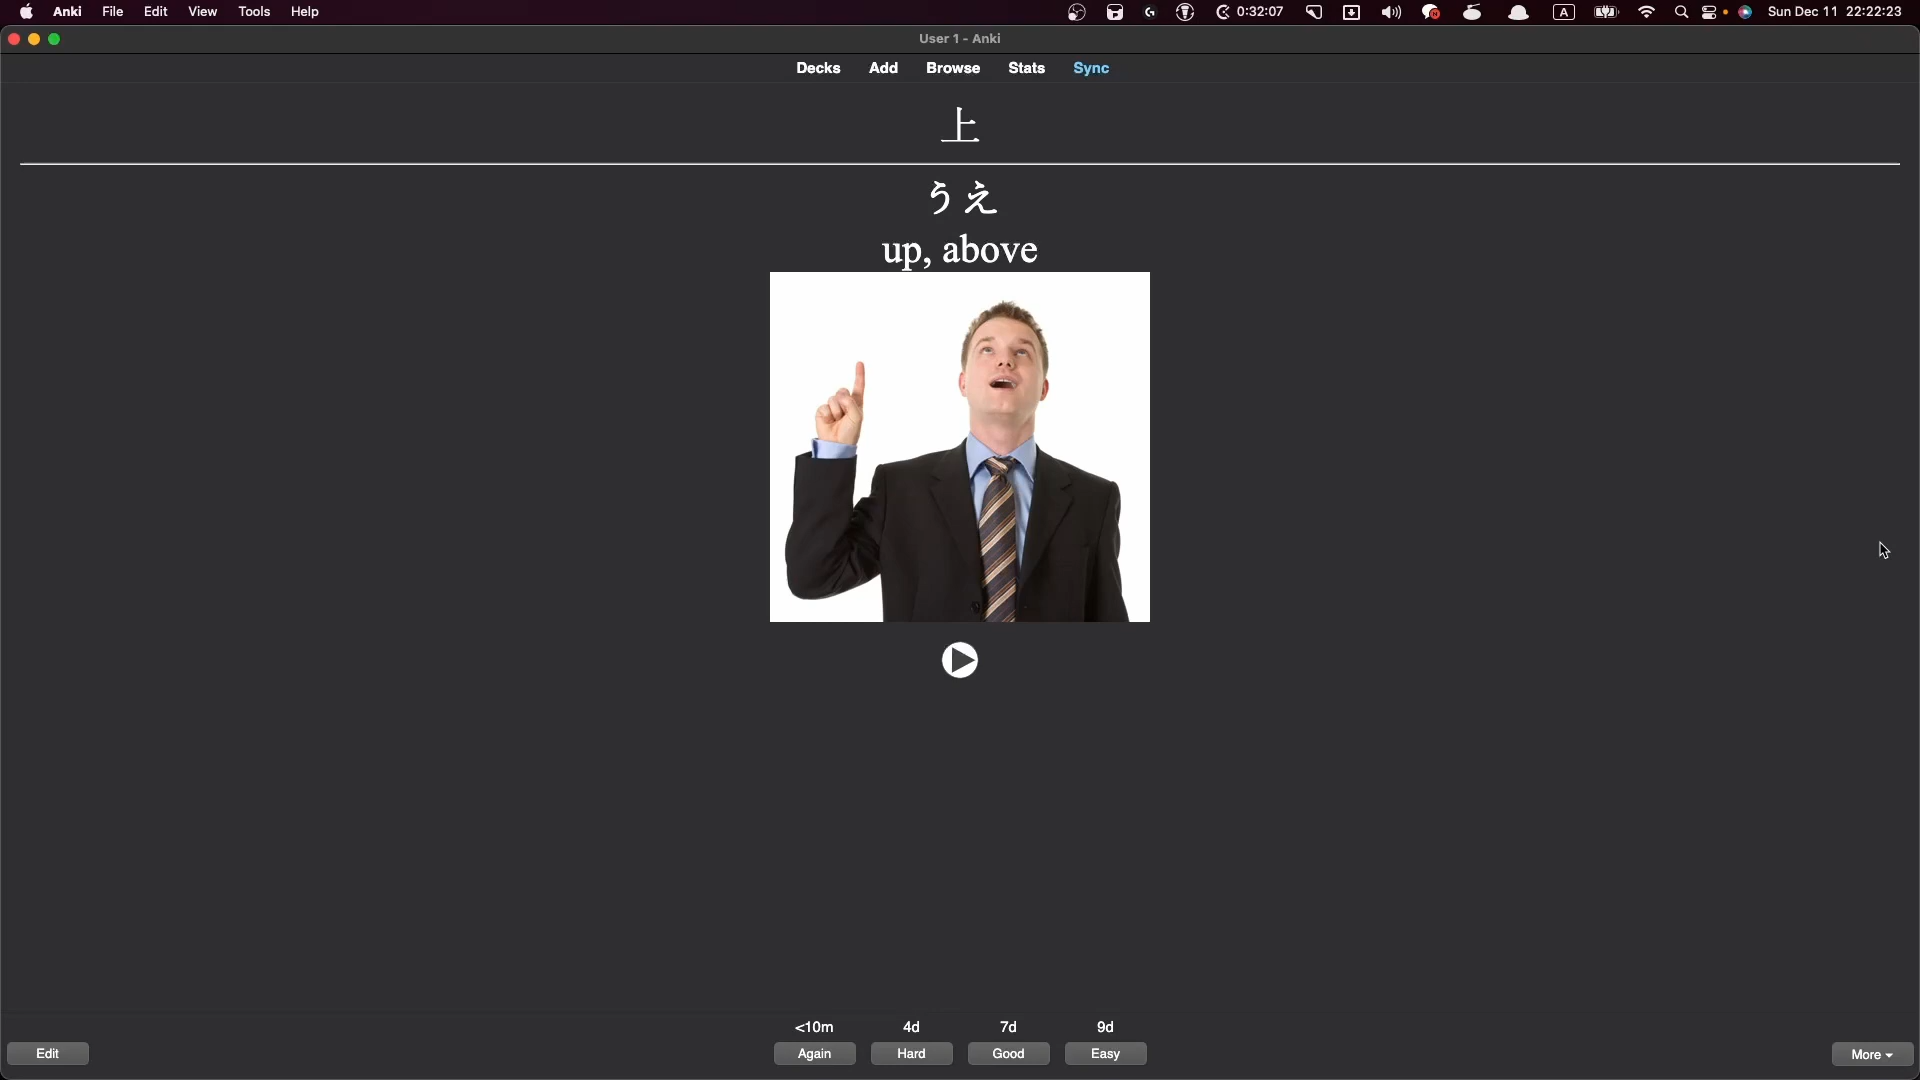 Anki File Edit View Tools Help 0:32:07 A Sun Dec 11 22:22:23
User 1 - Anki
Decks Add Browse Stats Sync
上
うえ
up, above
<10m 4d 7d 9d
Edit Again Hard Good Easy More